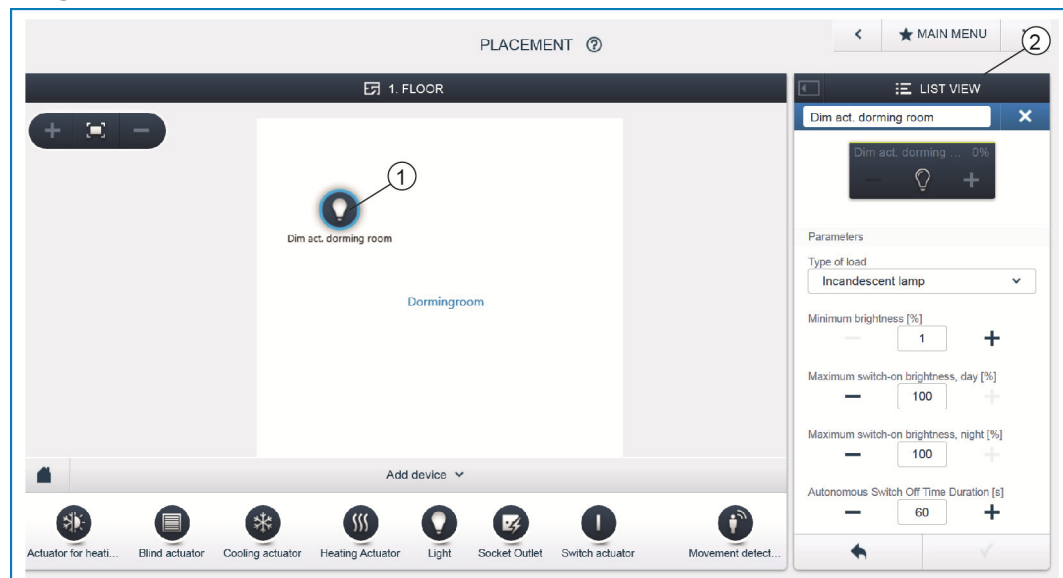 PLACEMENT ?
MAIN MENU
2
1. FLOOR
LIST VIEW
Dim act. dorming room
Dim act. dorming ... 0%
1
Dim act. dorming room
Dormingroom
Parameters
Type of load
Incandescent lamp
Minimum brightness [%]
1
Maximum switch-on brightness, day [%]
100
Maximum switch-on brightness, night [%]
100
Autonomous Switch Off Time Duration [s]
60
Add device
Actuator for heati...
Blind actuator
Cooling actuator
Heating Actuator
Light
Socket Outlet
Switch actuator
Movement detect...